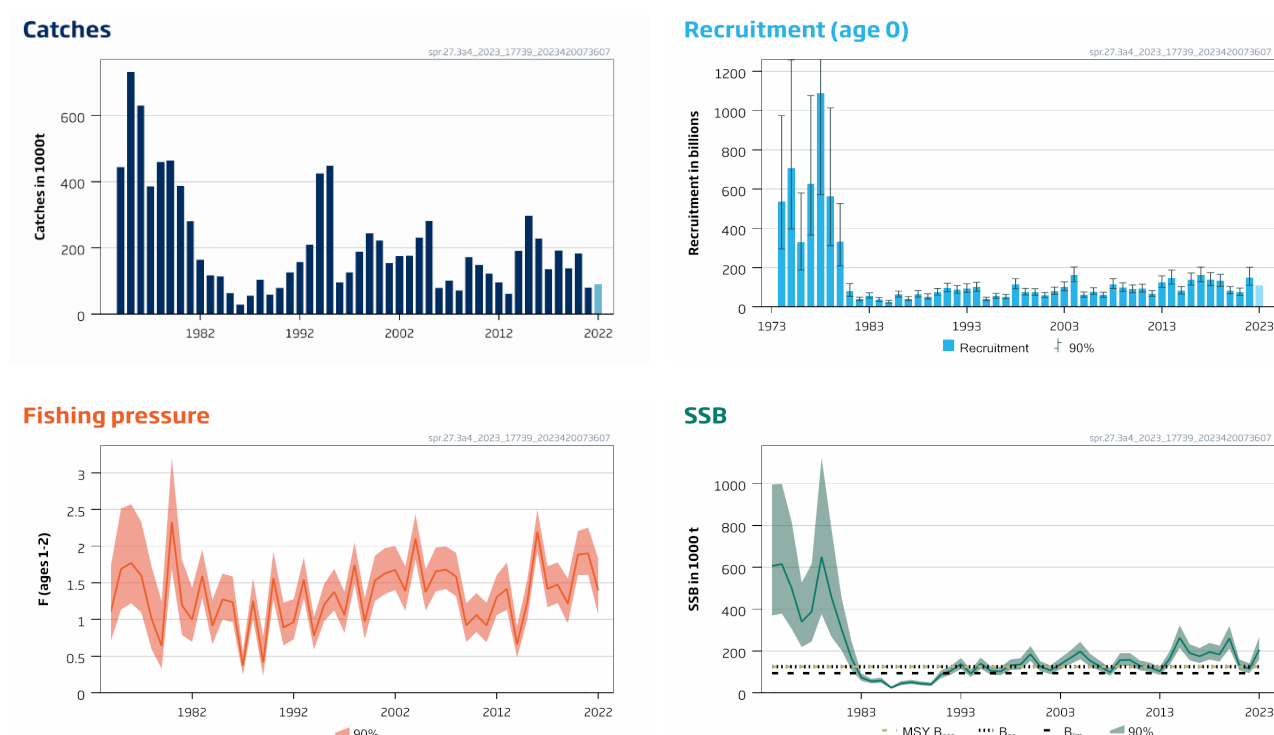 Catches
spr.27.3a4_2023_17739_2023420073607
Catches in 1000t
600
400
200
0
1982 1992 2002 2012 2022
Recruitment (age 0)
spr.27.3a4_2023_17739_2023420073607
Recruitment in billions
1200
1000
800
600
400
200
0
1973 1983 1993 2003 2013 2023
Recruitment 90%
Fishing pressure
spr.27.3a4_2023_17739_2023420073607
F (ages 1-2)
3
2.5
2
1.5
1
0.5
0
1982 1992 2002 2012 2022
90%
SSB
spr.27.3a4_2023_17739_2023420073607
SSB in 1000 t
1000
800
600
400
200
0
1983 1993 2003 2013 2023
MSY B B B 90%